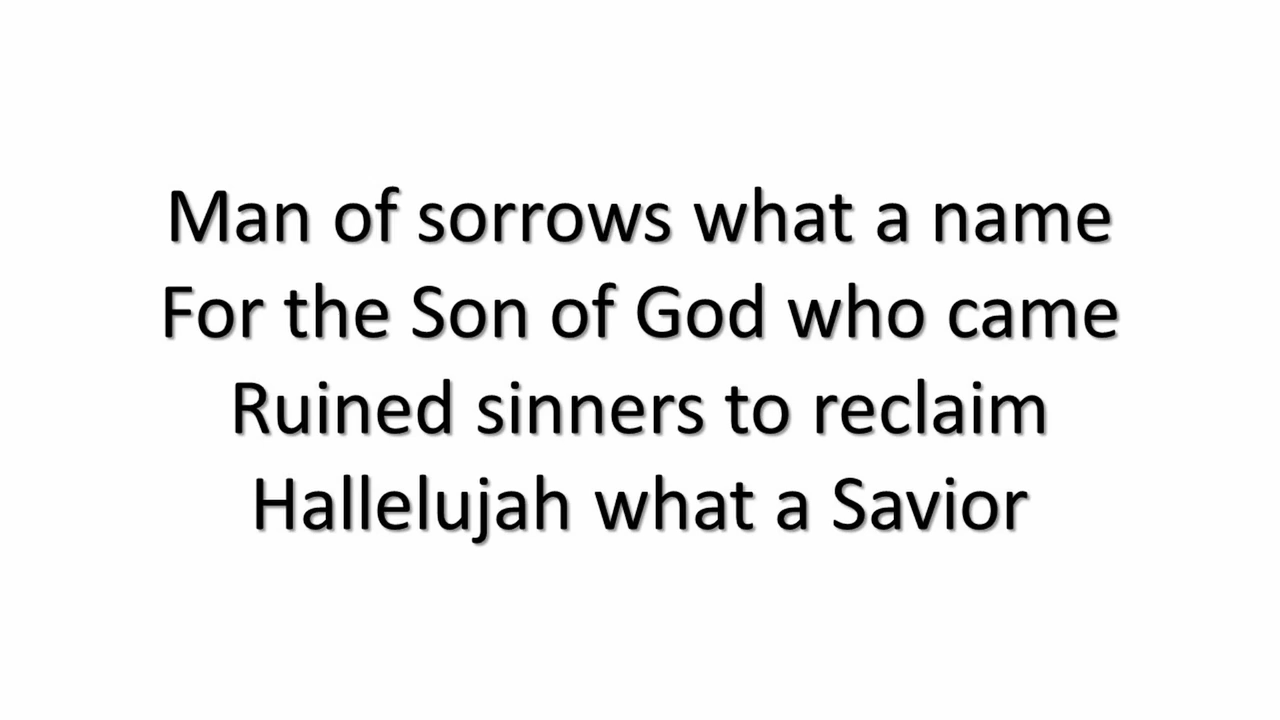 Man of sorrows what a name
For the Son of God who came
Ruined sinners to reclaim
Hallelujah what a Savior